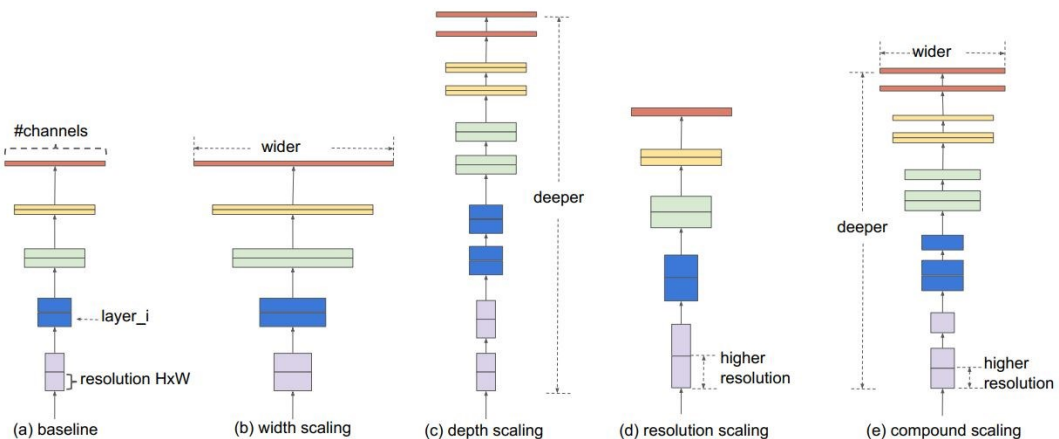 #channels
layer_i
resolution HxW
(a) baseline
wider
(b) width scaling
deeper
(c) depth scaling
higher
resolution
(d) resolution scaling
wider
deeper
higher
resolution
(e) compound scaling